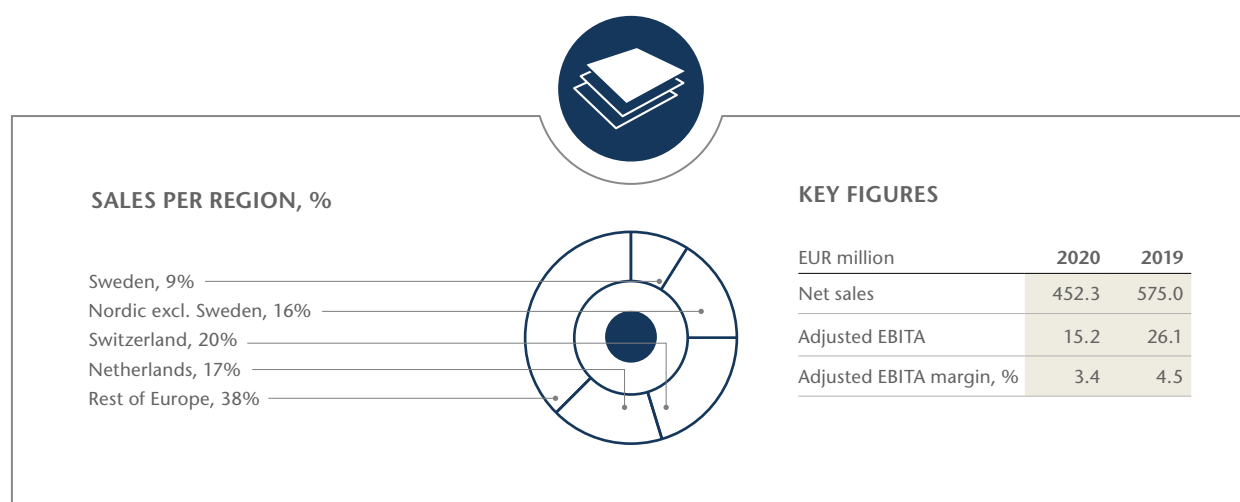 SALES PER REGION, %
Sweden, 9%
Nordic excl. Sweden, 16%
Switzerland, 20%
Netherlands, 17%
Rest of Europe, 38%
KEY FIGURES
EUR million 2020 2019
Net sales 452.3 575.0
Adjusted EBITA 15.2 26.1
Adjusted EBITA margin, % 3.4 4.5